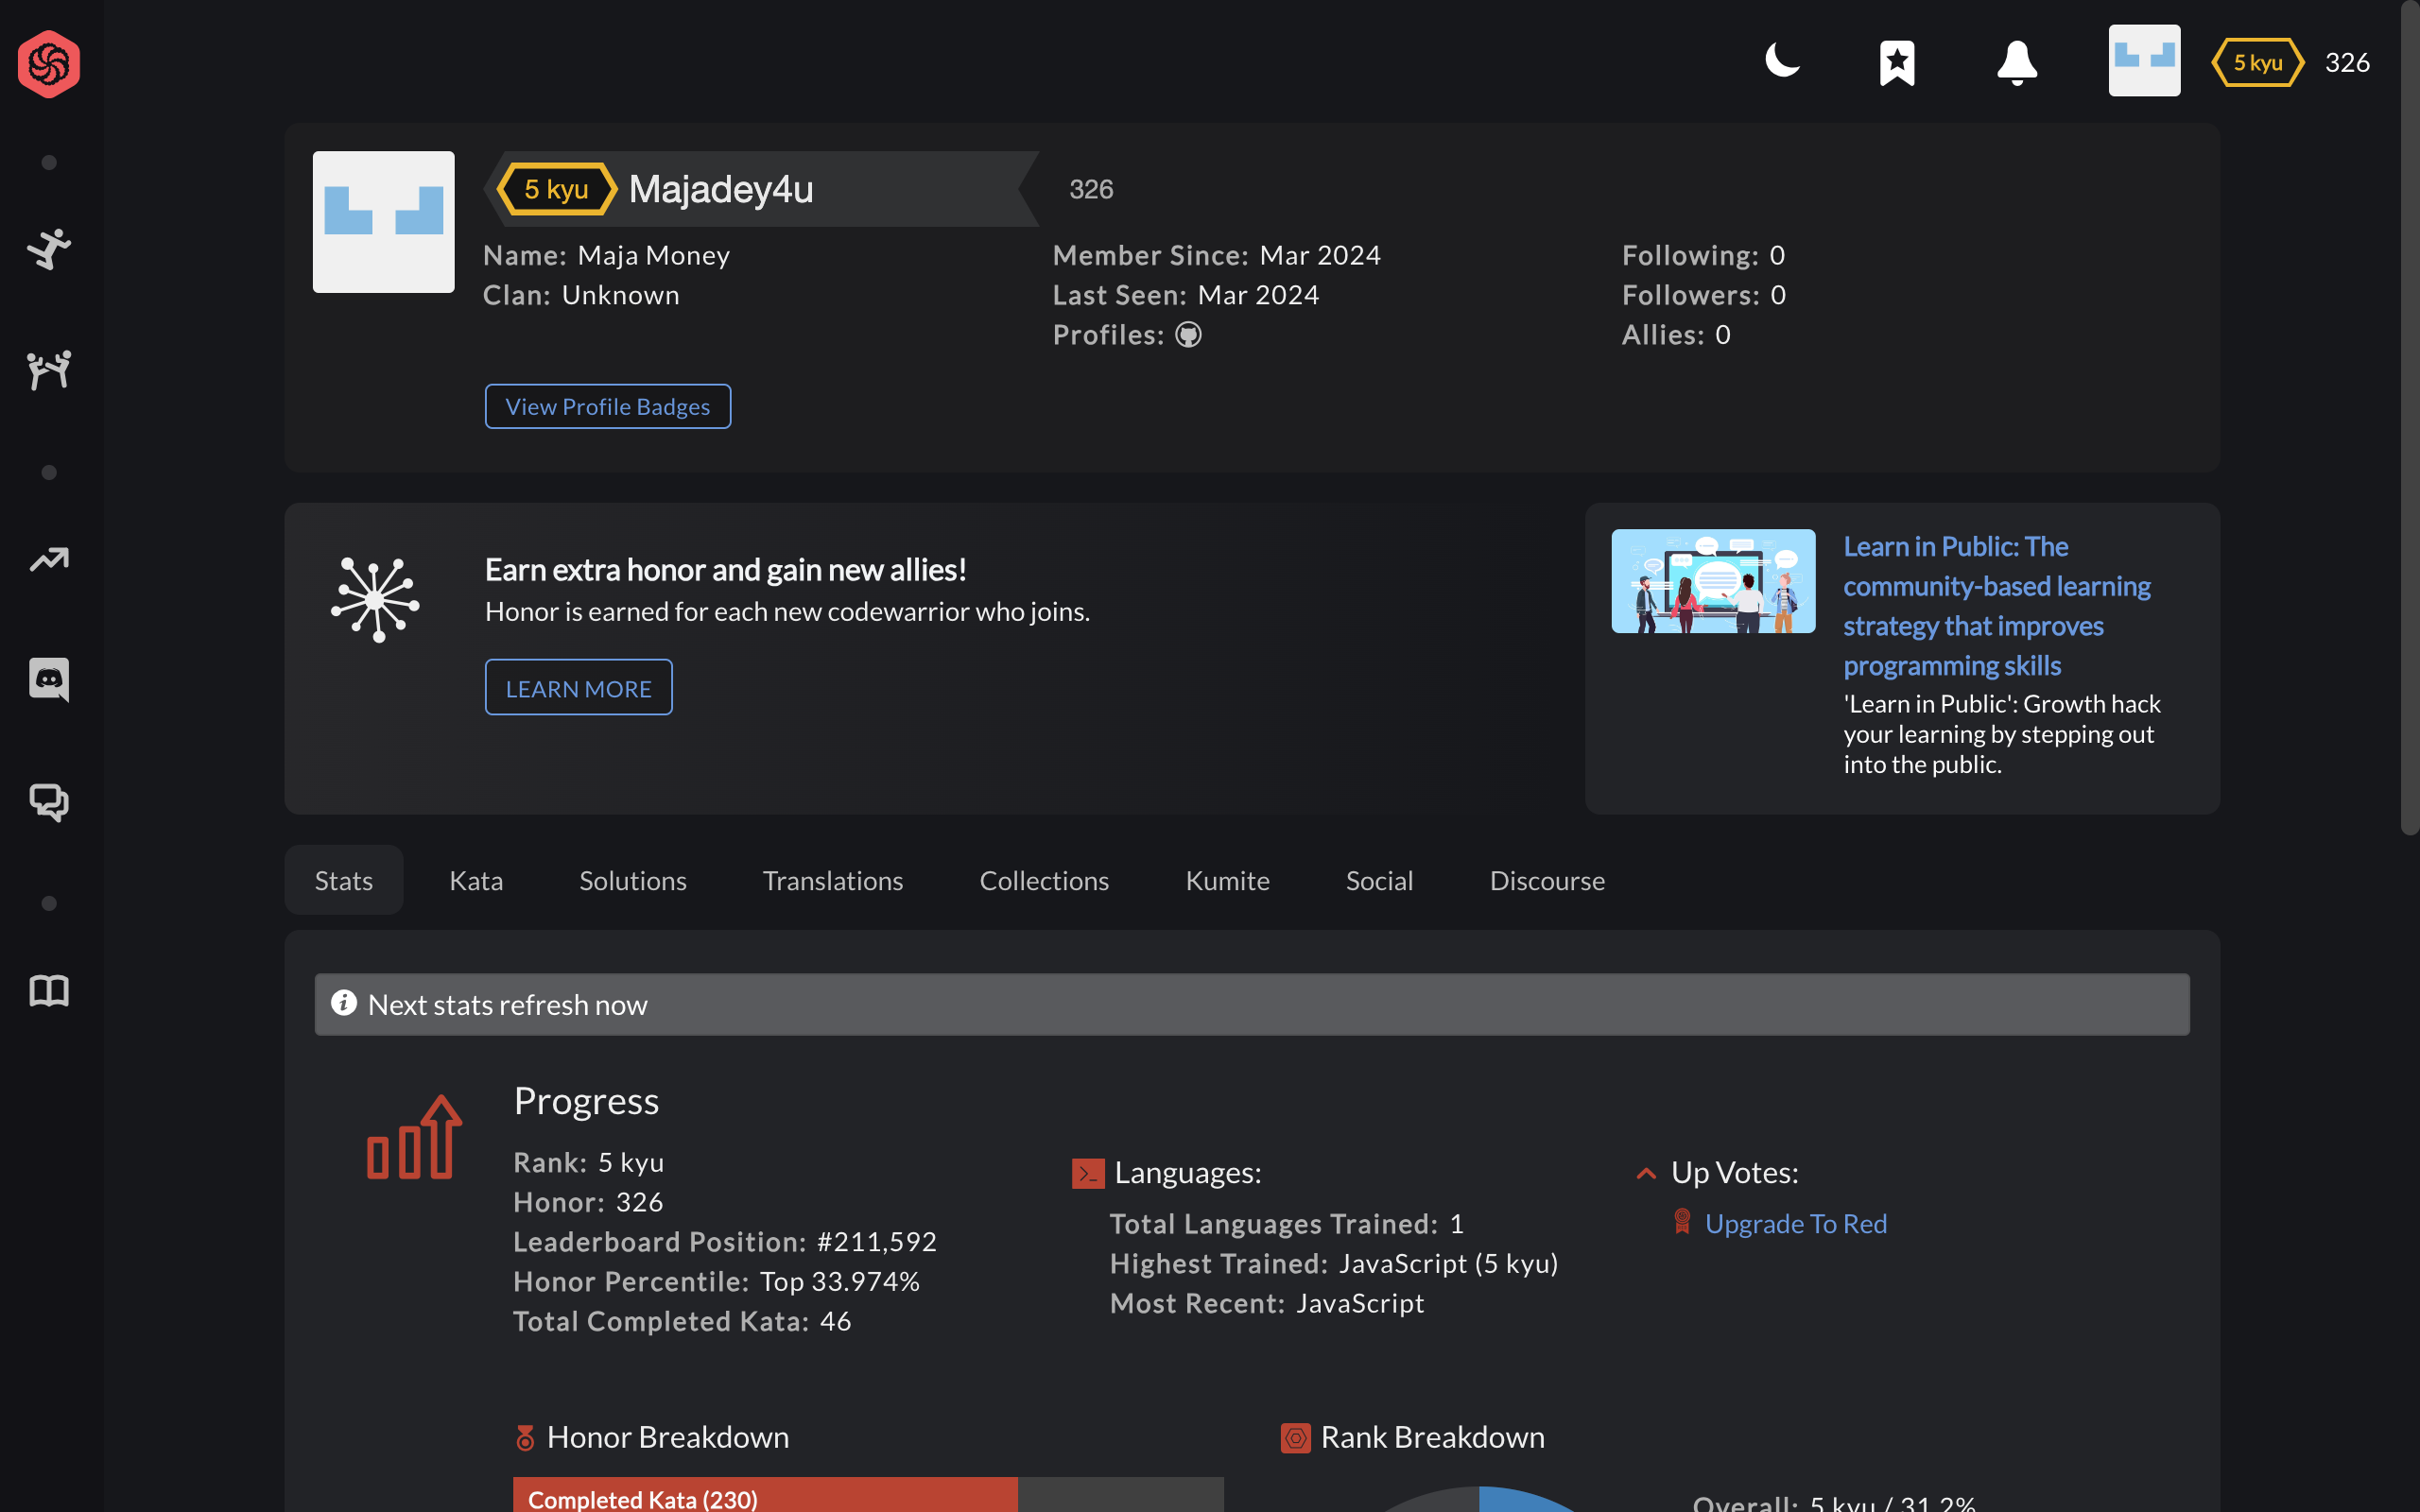 5 kyu 326
5 kyu Majadey4u 326
Name: Maja Money
Clan: Unknown
Member Since: Mar 2024
Last Seen: Mar 2024
Profiles:
Following: 0
Followers: 0
Allies: 0
View Profile Badges
Earn extra honor and gain new allies!
Honor is earned for each new codewarrior who joins.
LEARN MORE
Learn in Public: The
community-based learning
strategy that improves
programming skills
'Learn in Public': Growth hack
your learning by stepping out
into the public.
Stats Kata Solutions Translations Collections Kumite Social Discourse
Next stats refresh now
Progress
Rank: 5 kyu
Honor: 326
Leaderboard Position: #211,592
Honor Percentile: Top 33.974%
Total Completed Kata: 46
Languages:
Total Languages Trained: 1
Highest Trained: JavaScript (5 kyu)
Most Recent: JavaScript
Up Votes:
Upgrade To Red
Honor Breakdown
Completed Kata (230)
Rank Breakdown
Overall: 5 kyu / 31.2%